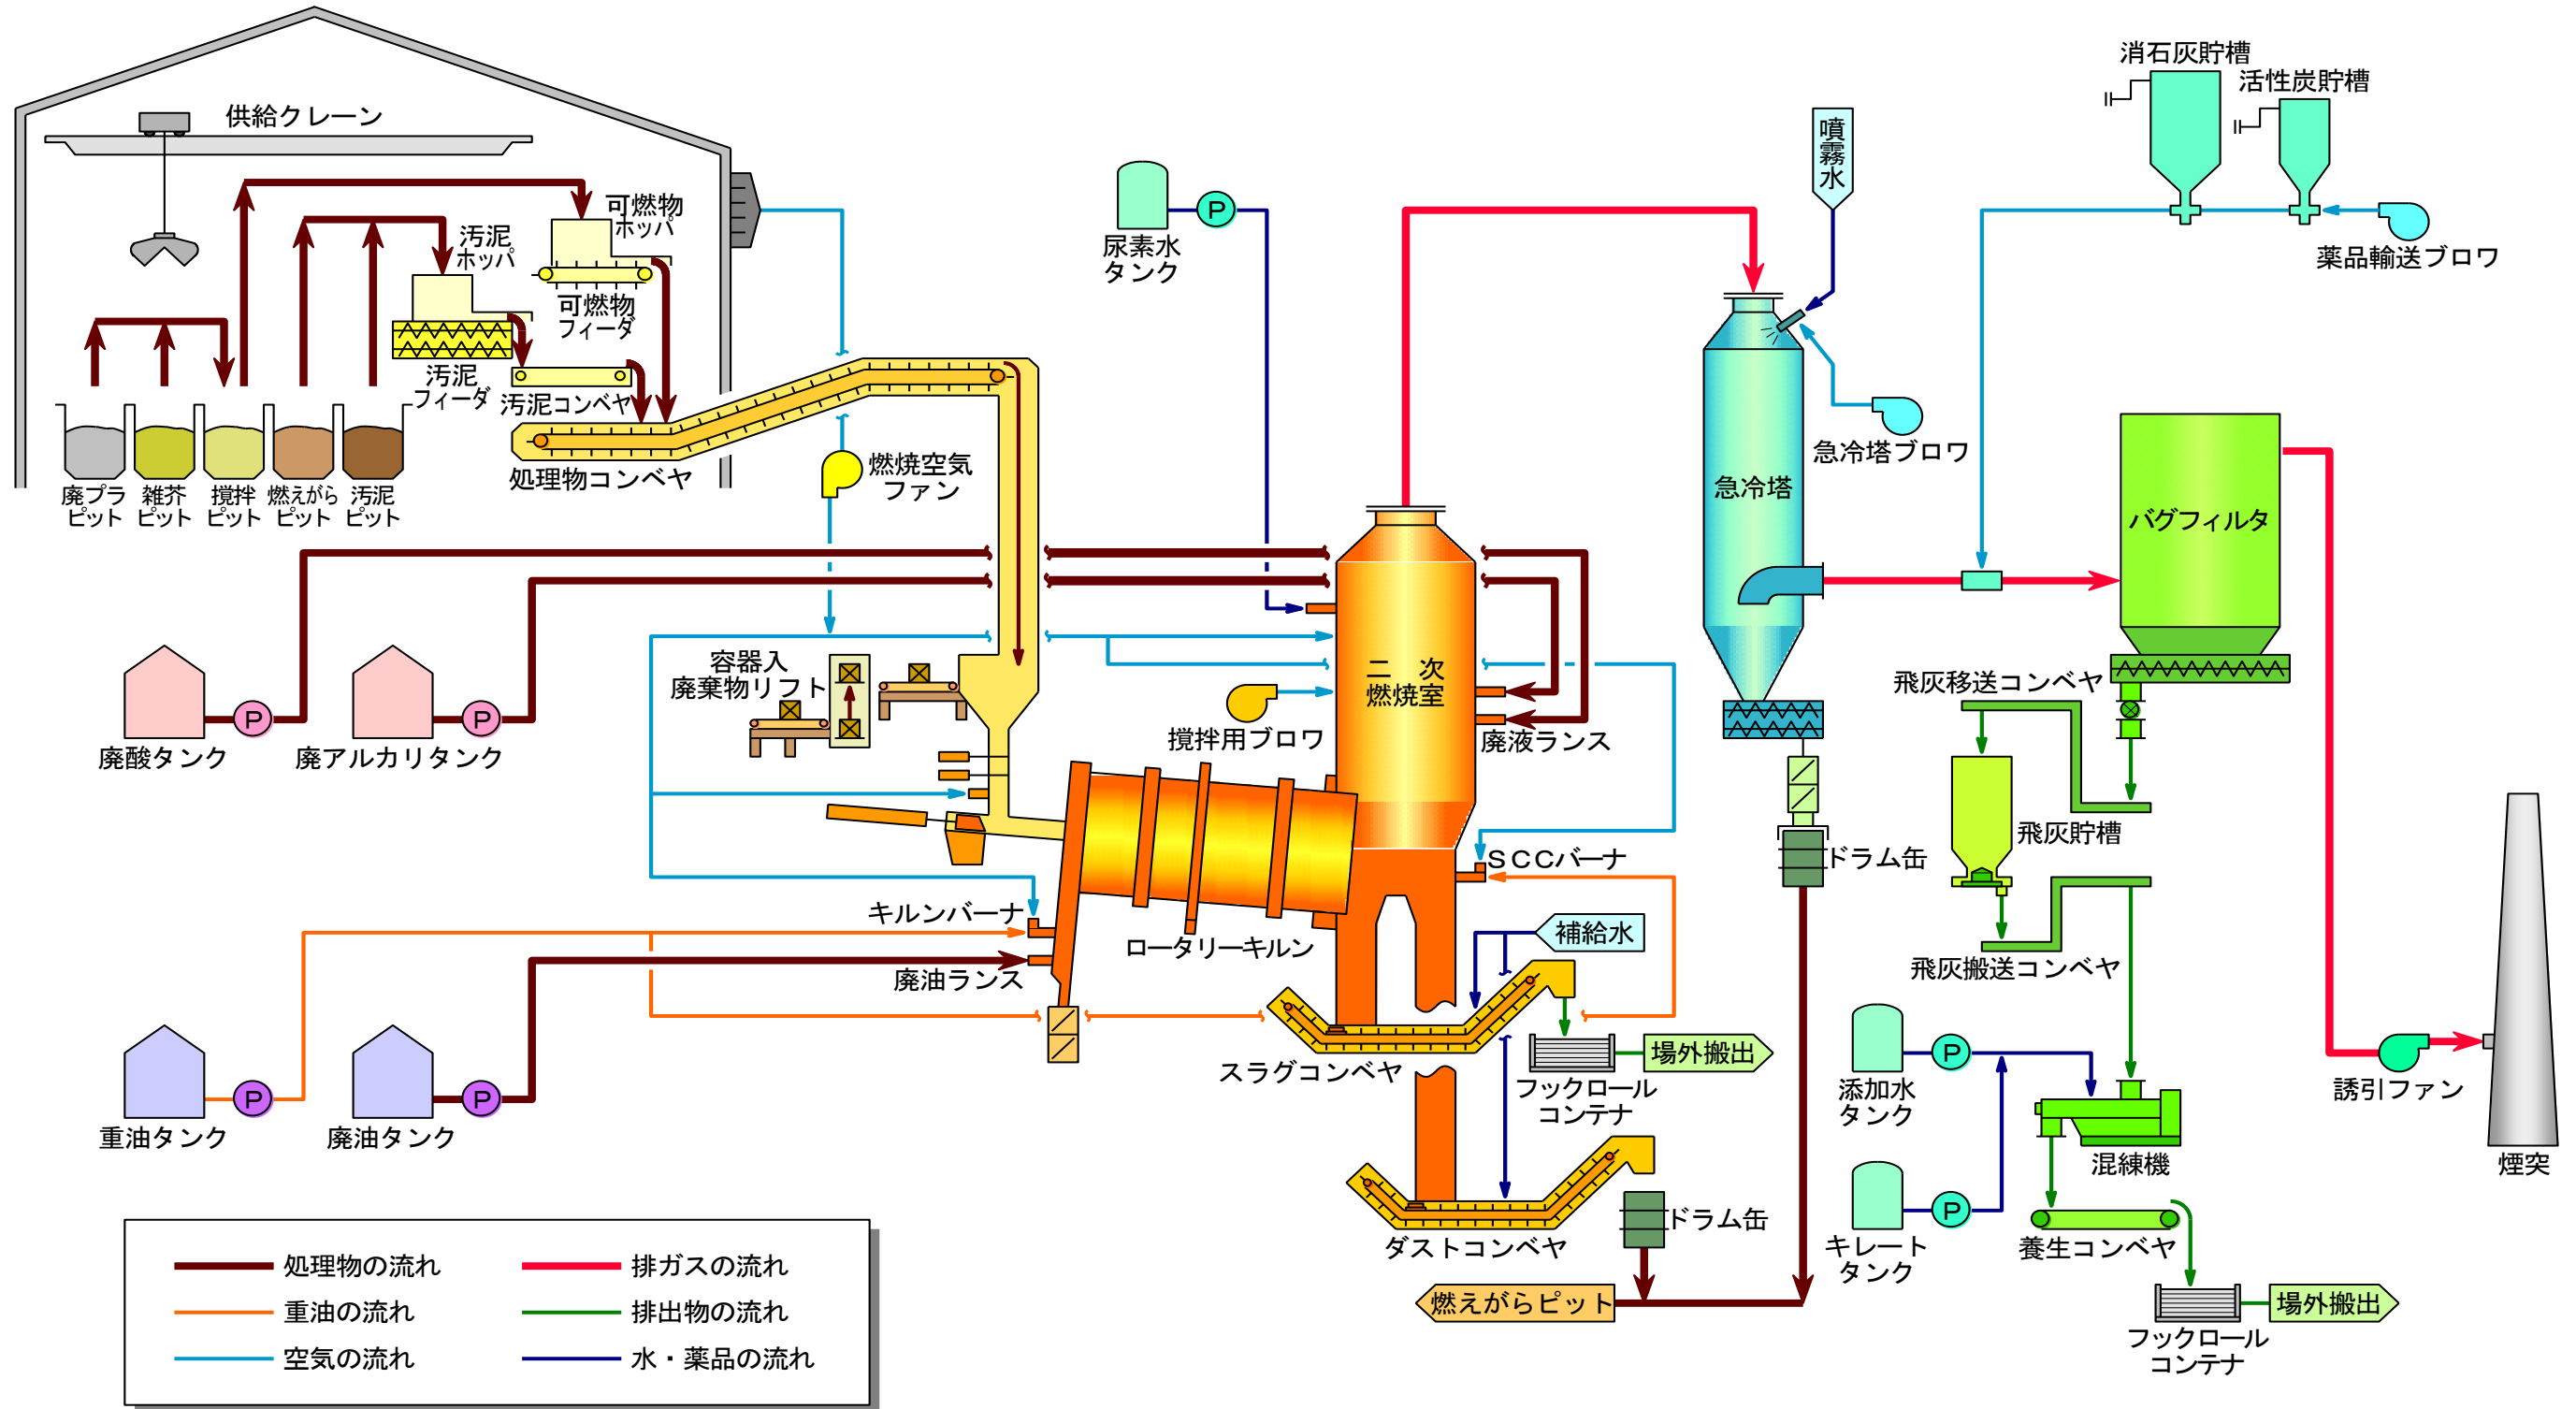 供給クレーン
可燃物
ホッパ
汚泥
ホッパ
可燃物
フィーダ
汚泥
フィーダ
汚泥コンベヤ
処理物コンベヤ
廃プラ
ピット
雑芥
ピット
撹拌
ピット
燃えがら
ピット
汚泥
ピット
燃焼空気
ファン
尿素水
タンク
P
噴霧水
消石灰貯槽
活性炭貯槽
薬品輸送ブロワ
急冷塔ブロワ
急冷塔
バグフィルタ
容器入
廃棄物リフト
二 次
燃焼室
撹拌用ブロワ
廃液ランス
廃酸タンク
P
廃アルカリタンク
P
飛灰移送コンベヤ
飛灰貯槽
飛灰搬送コンベヤ
ドラム缶
SCCバーナ
キルンバーナ
ロータリーキルン
廃油ランス
補給水
スラグコンベヤ
フックロール
コンテナ
場外搬出
重油タンク
P
廃油タンク
P
添加水
タンク
P
混練機
誘引ファン
煙突
キレート
タンク
P
養生コンベヤ
ダストコンベヤ
ドラム缶
燃えがらピット
フックロール
コンテナ
場外搬出
処理物の流れ
排ガスの流れ
重油の流れ
排出物の流れ
空気の流れ
水・薬品の流れ